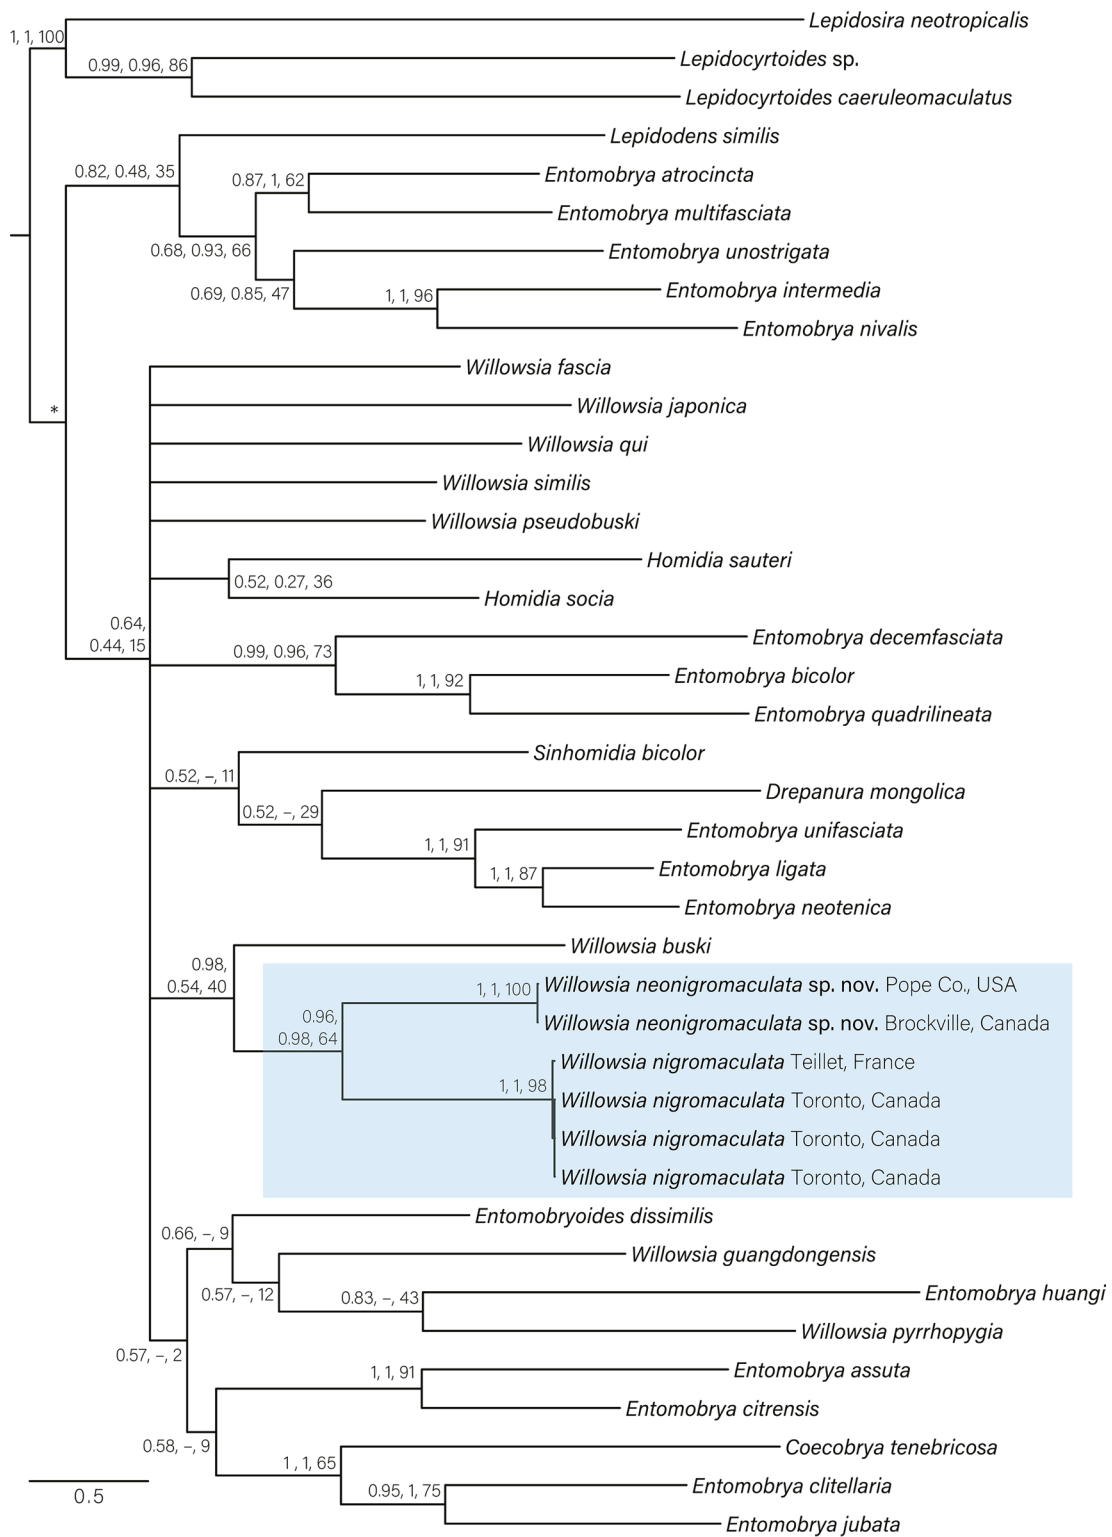 Lepidosira neotropicalis
1, 1, 100
0.99, 0.96, 86
Lepidocyrtoides sp.
Lepidocyrtoides caeruleomaculatus
Lepidodens similis
0.82, 0.48, 35
0.87, 1, 62
Entomobrya atrocincta
Entomobrya multifasciata
0.68, 0.93, 66
Entomobrya unostrigata
0.69, 0.85, 47
1, 1, 96
Entomobrya intermedia
Entomobrya nivalis
Willowsia fascia
*
Willowsia japonica
Willowsia qui
Willowsia similis
Willowsia pseudobuski
Homidia sauteri
0.52, 0.27, 36
Homidia socia
0.64,
0.44, 15
0.99, 0.96, 73
Entomobrya decemfasciata
1, 1, 92
Entomobrya bicolor
Entomobrya quadrilineata
Sinhomidia bicolor
0.52, –, 11
Drepanura mongolica
0.52, –, 29
Entomobrya unifasciata
1, 1, 91
Entomobrya ligata
1, 1, 87
Entomobrya neotenica
Willowsia buski
0.98,
0.54, 40
Willowsia neonigromaculata sp. nov. Pope Co., USA
1, 1, 100
Willowsia neonigromaculata sp. nov. Brockville, Canada
0.96,
0.98, 64
Willowsia nigromaculata Teillet, France
1, 1, 98
Willowsia nigromaculata Toronto, Canada
Willowsia nigromaculata Toronto, Canada
Willowsia nigromaculata Toronto, Canada
Entomobryoides dissimilis
0.66, –, 9
Willowsia guangdongensis
0.57, –, 12
0.83, –, 43
Entomobrya huangi
Willowsia pyrrhopygia
0.57, –, 2
Entomobrya assuta
1, 1, 91
Entomobrya citrensis
0.58, –, 9
Coecobrya tenebricosa
1, 1, 65
Entomobrya clitellaria
0.95, 1, 75
Entomobrya jubata
0.5